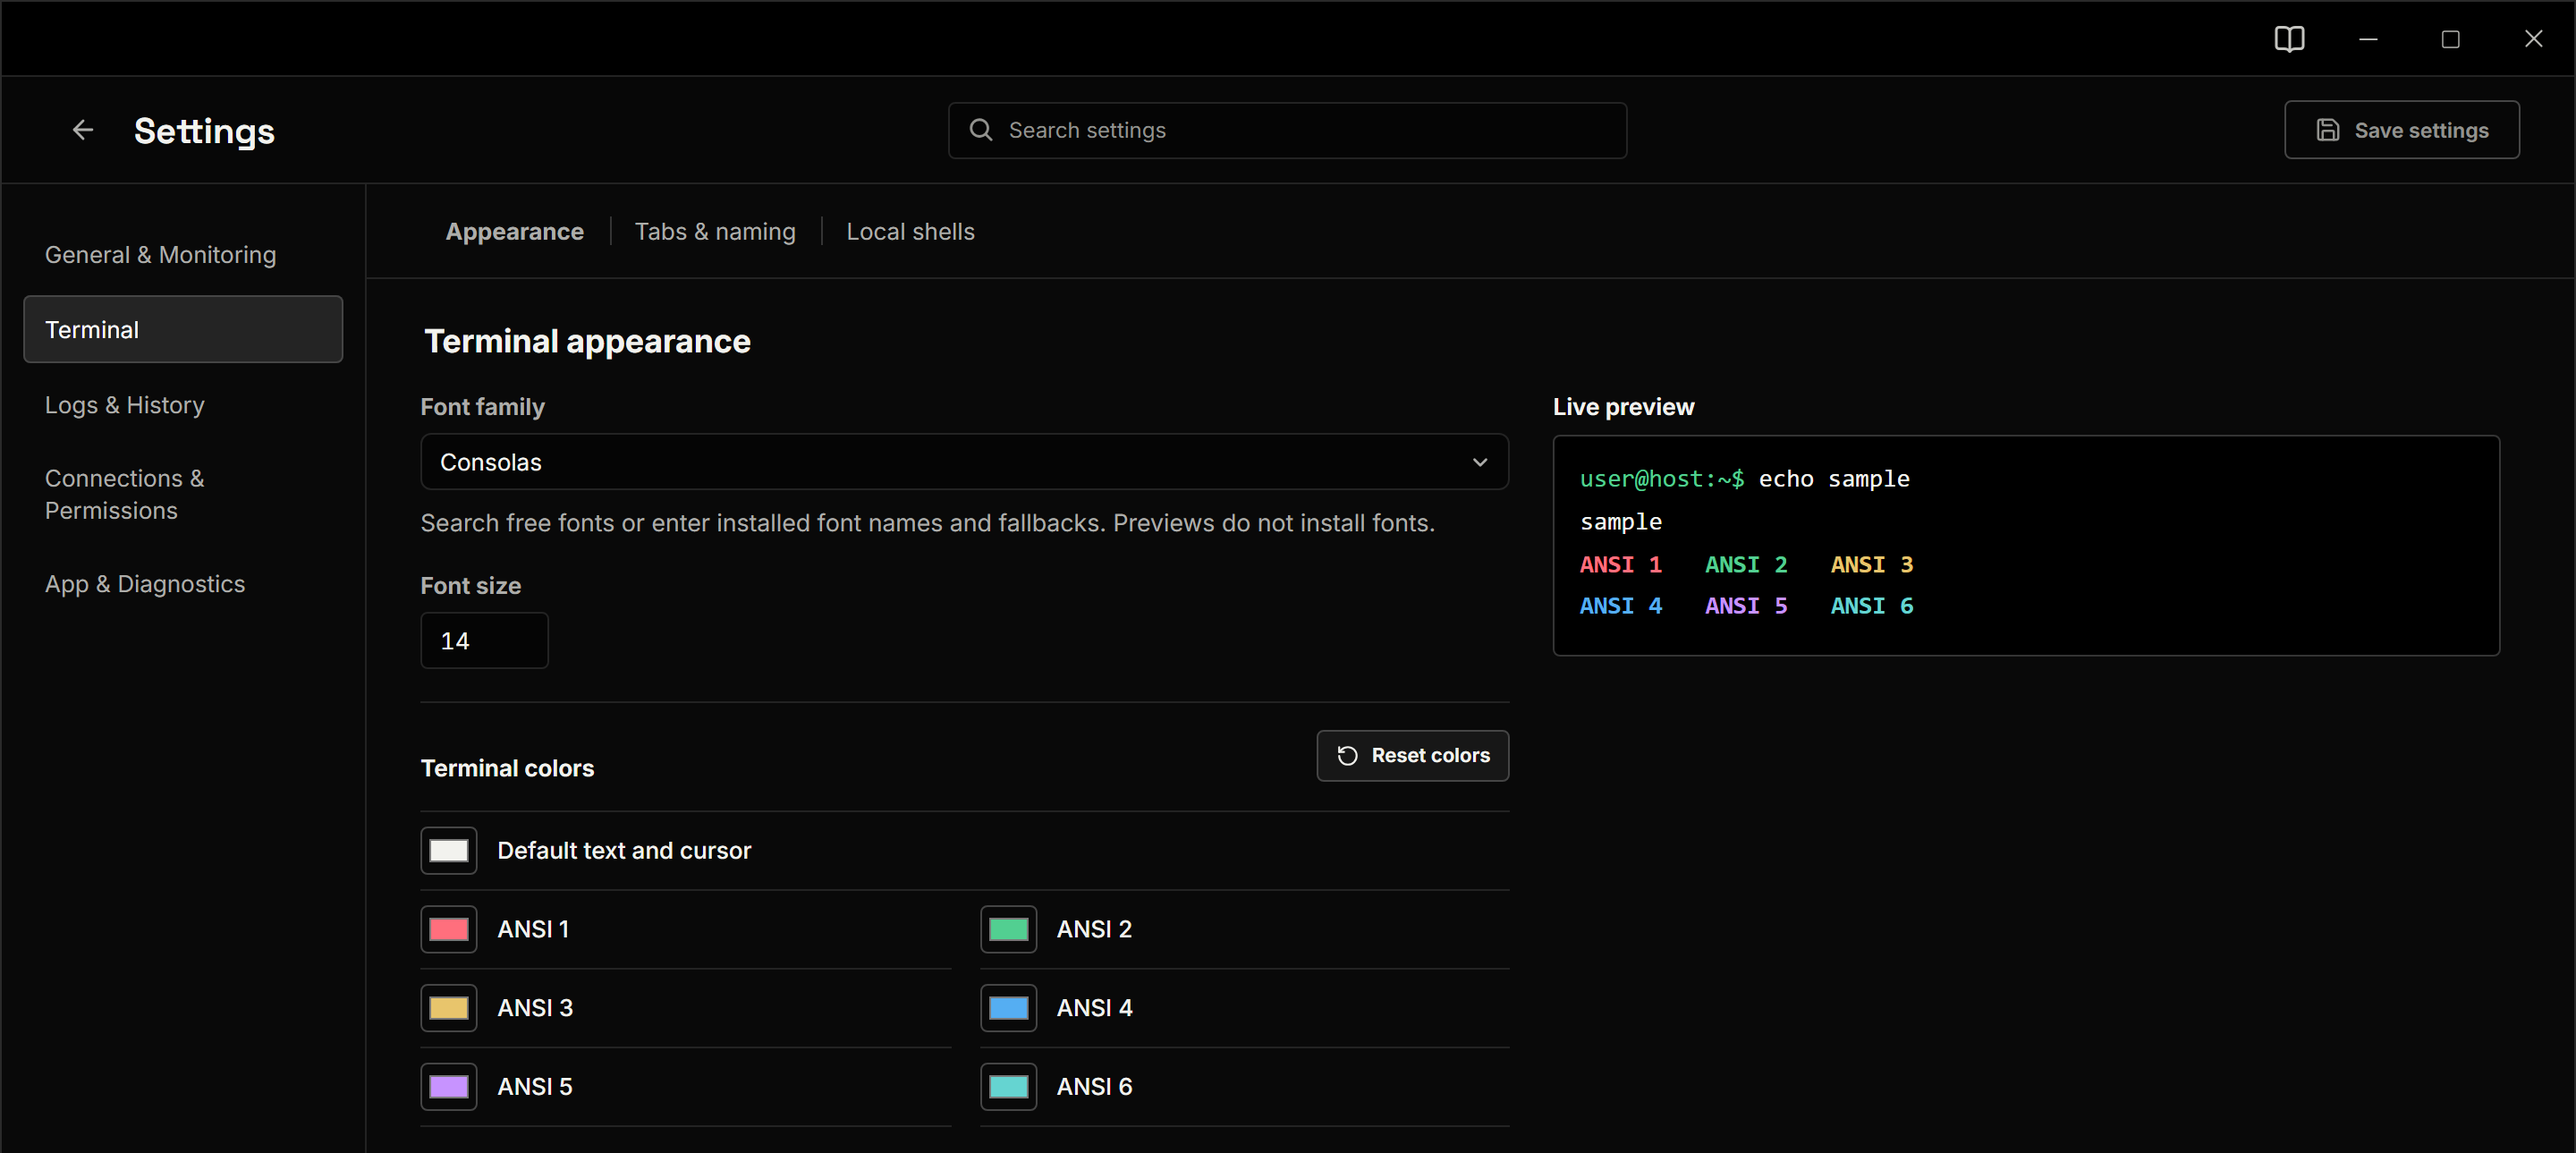 Settings
Search settings
Save settings
General & Monitoring
Terminal
Logs & History
Connections &
Permissions
App & Diagnostics
Appearance
Tabs & naming
Local shells
Terminal appearance
Font family
Consolas
Search free fonts or enter installed font names and fallbacks. Previews do not install fonts.
Font size
14
Live preview
user@host:~$ echo sample
sample
ANSI 1 ANSI 2 ANSI 3
ANSI 4 ANSI 5 ANSI 6
Terminal colors
Reset colors
Default text and cursor
ANSI 1
ANSI 2
ANSI 3
ANSI 4
ANSI 5
ANSI 6